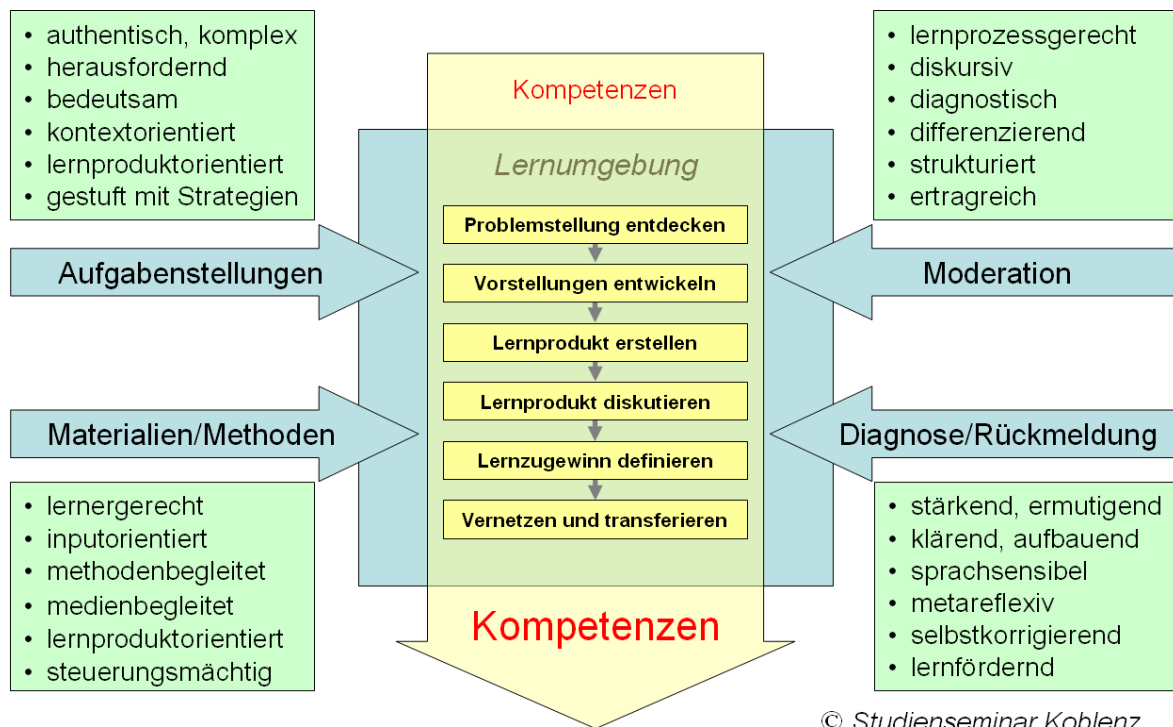 • authentisch, komplex
• herausfordernd
• bedeutsam
• kontextorientiert
• lernproduktorientiert
• gestuft mit Strategien
Aufgabenstellungen
Materialien/Methoden
• lernergerecht
• inputorientiert
• methodenbegleitet
• medienbegleitet
• lernproduktorientiert
• steuerungsmächtig
Kompetenzen
Lernumgebung
Problemstellung entdecken
Vorstellungen entwickeln
Lernprodukt erstellen
Lernprodukt diskutieren
Lernzugewinn definieren
Vernetzen und transferieren
Kompetenzen
• lernprozessgerecht
• diskursiv
• diagnostisch
• differenzierend
• strukturiert
• ertragreich
Moderation
Diagnose/Rückmeldung
• stärkend, ermutigend
• klärend, aufbauend
• sprachsensibel
• metareflexiv
• selbstkorrigierend
• lernfördernd
© Studienseminar Koblenz